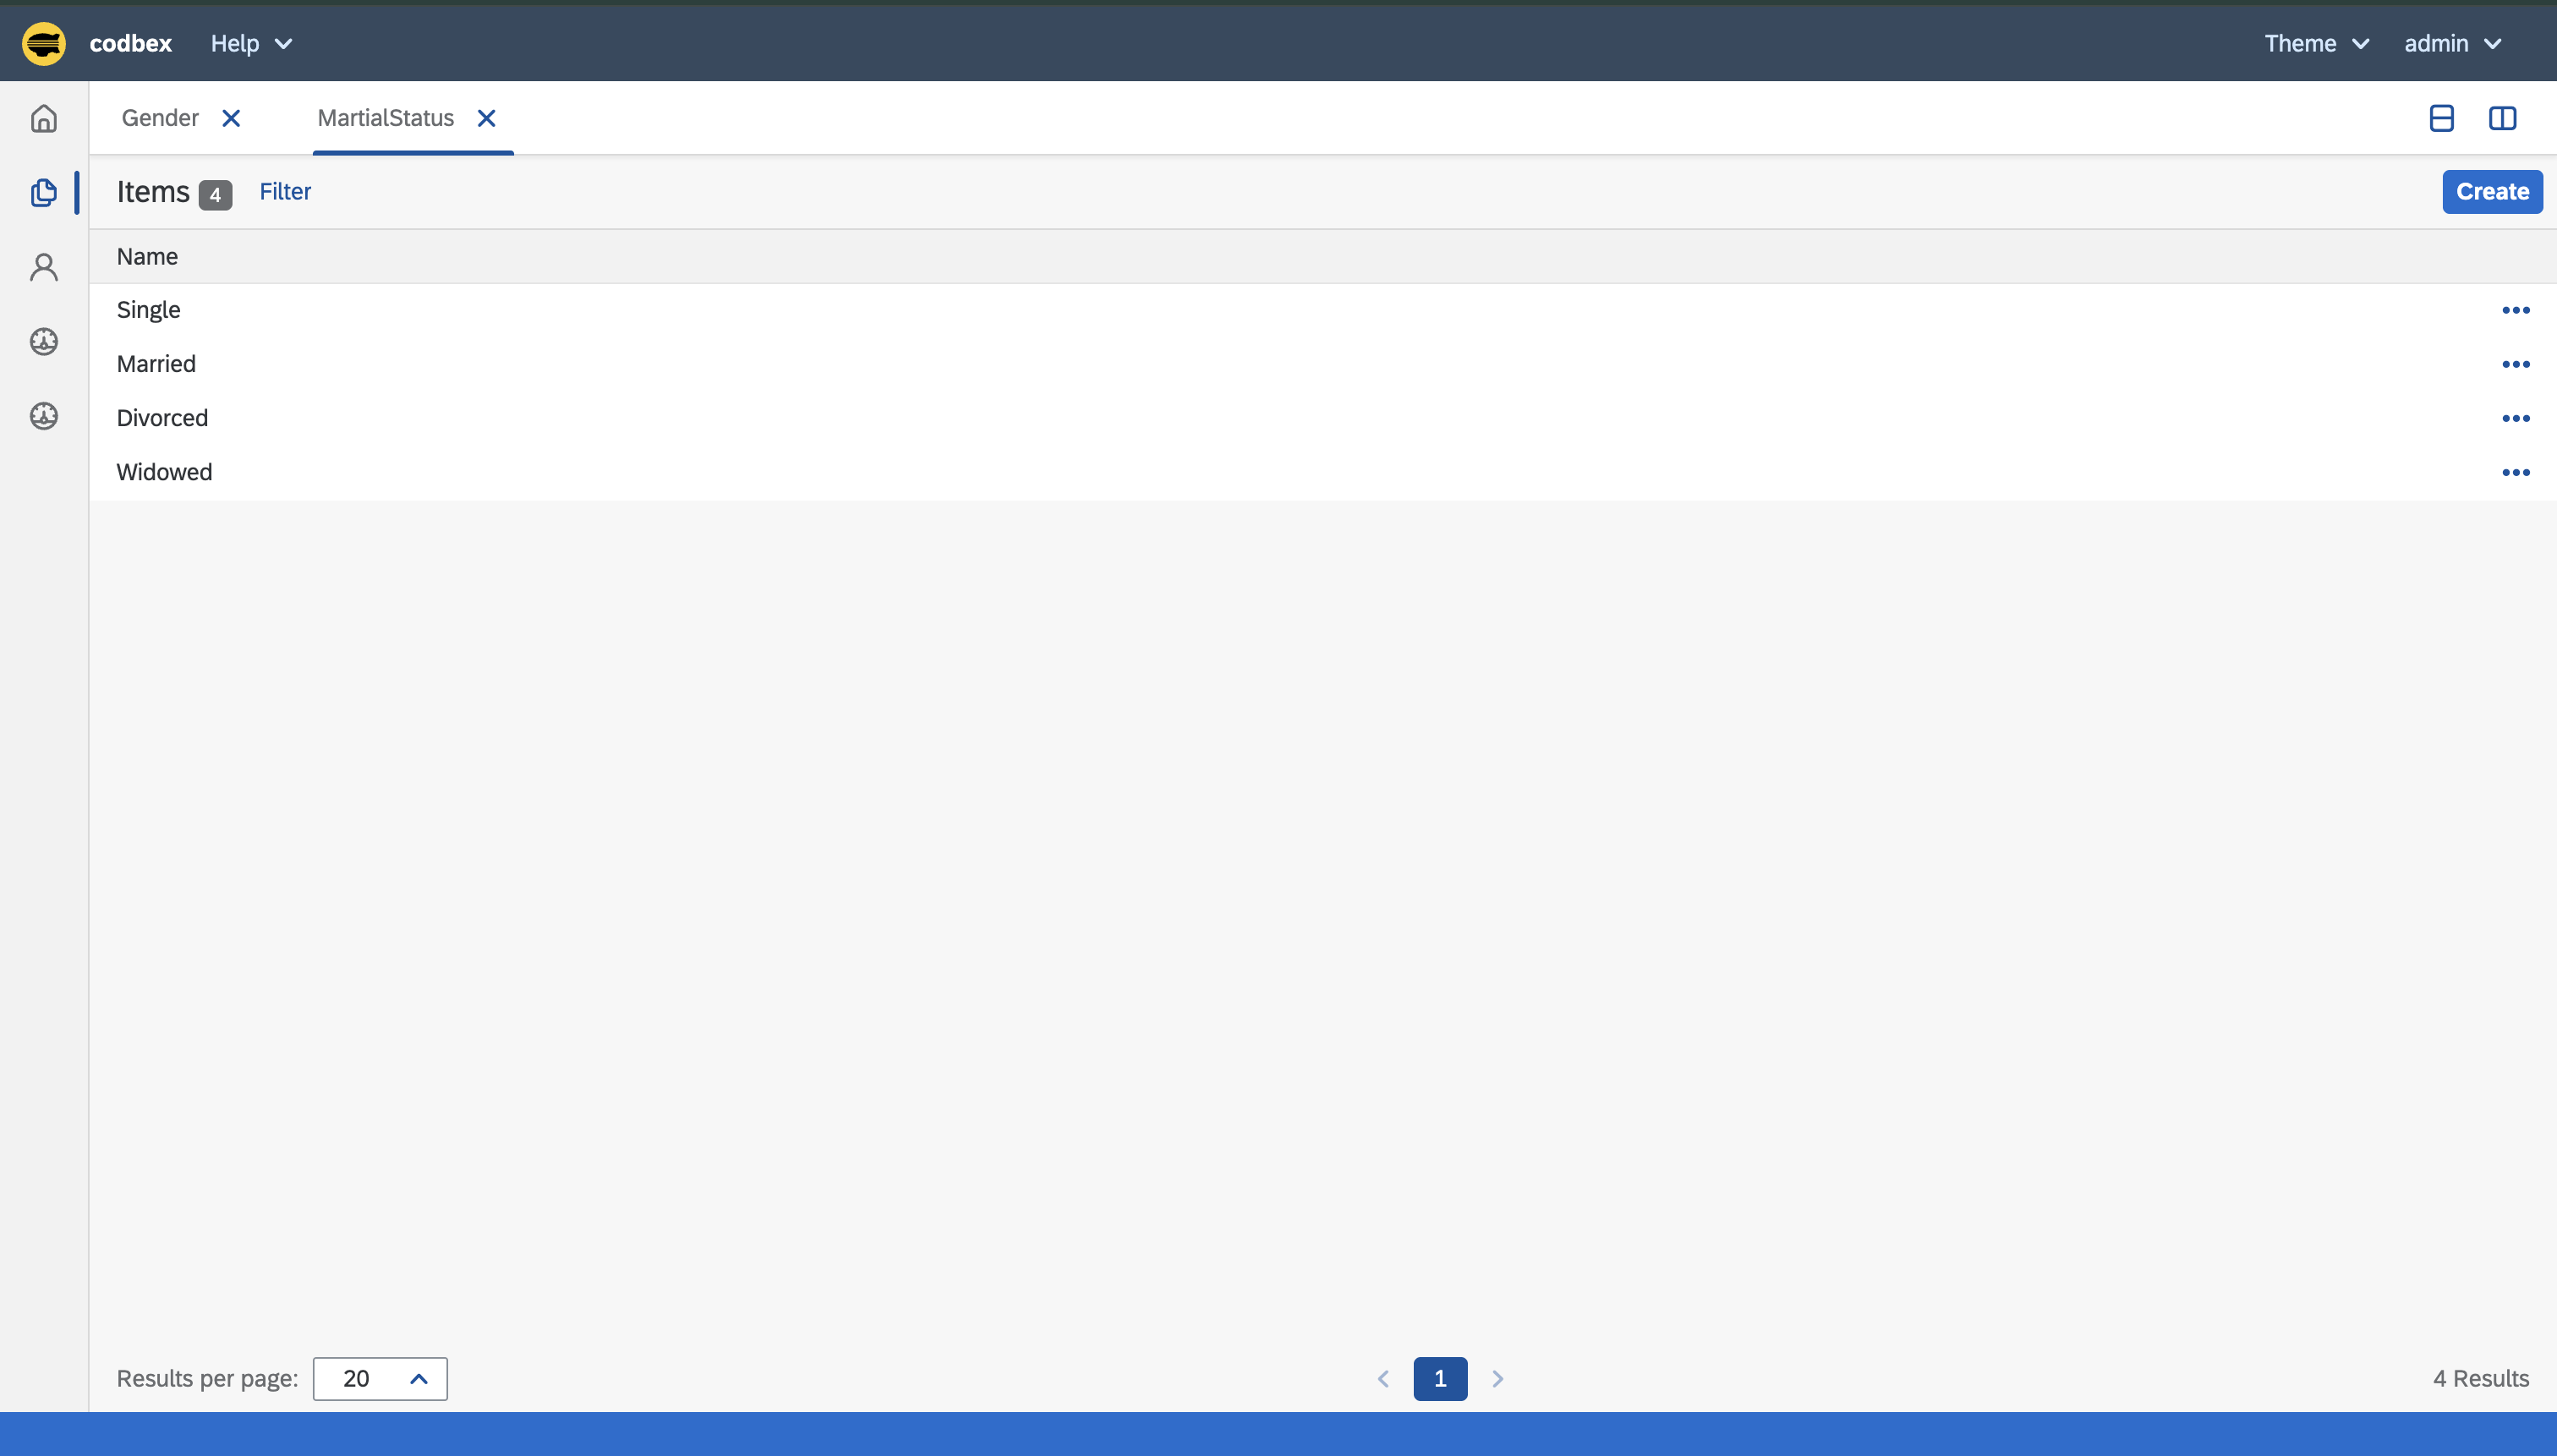 codbex Help Theme admin
Gender MartialStatus
Items 4 Filter Create
Name
Single
Married
Divorced
Widowed
Results per page: 20 1 4 Results